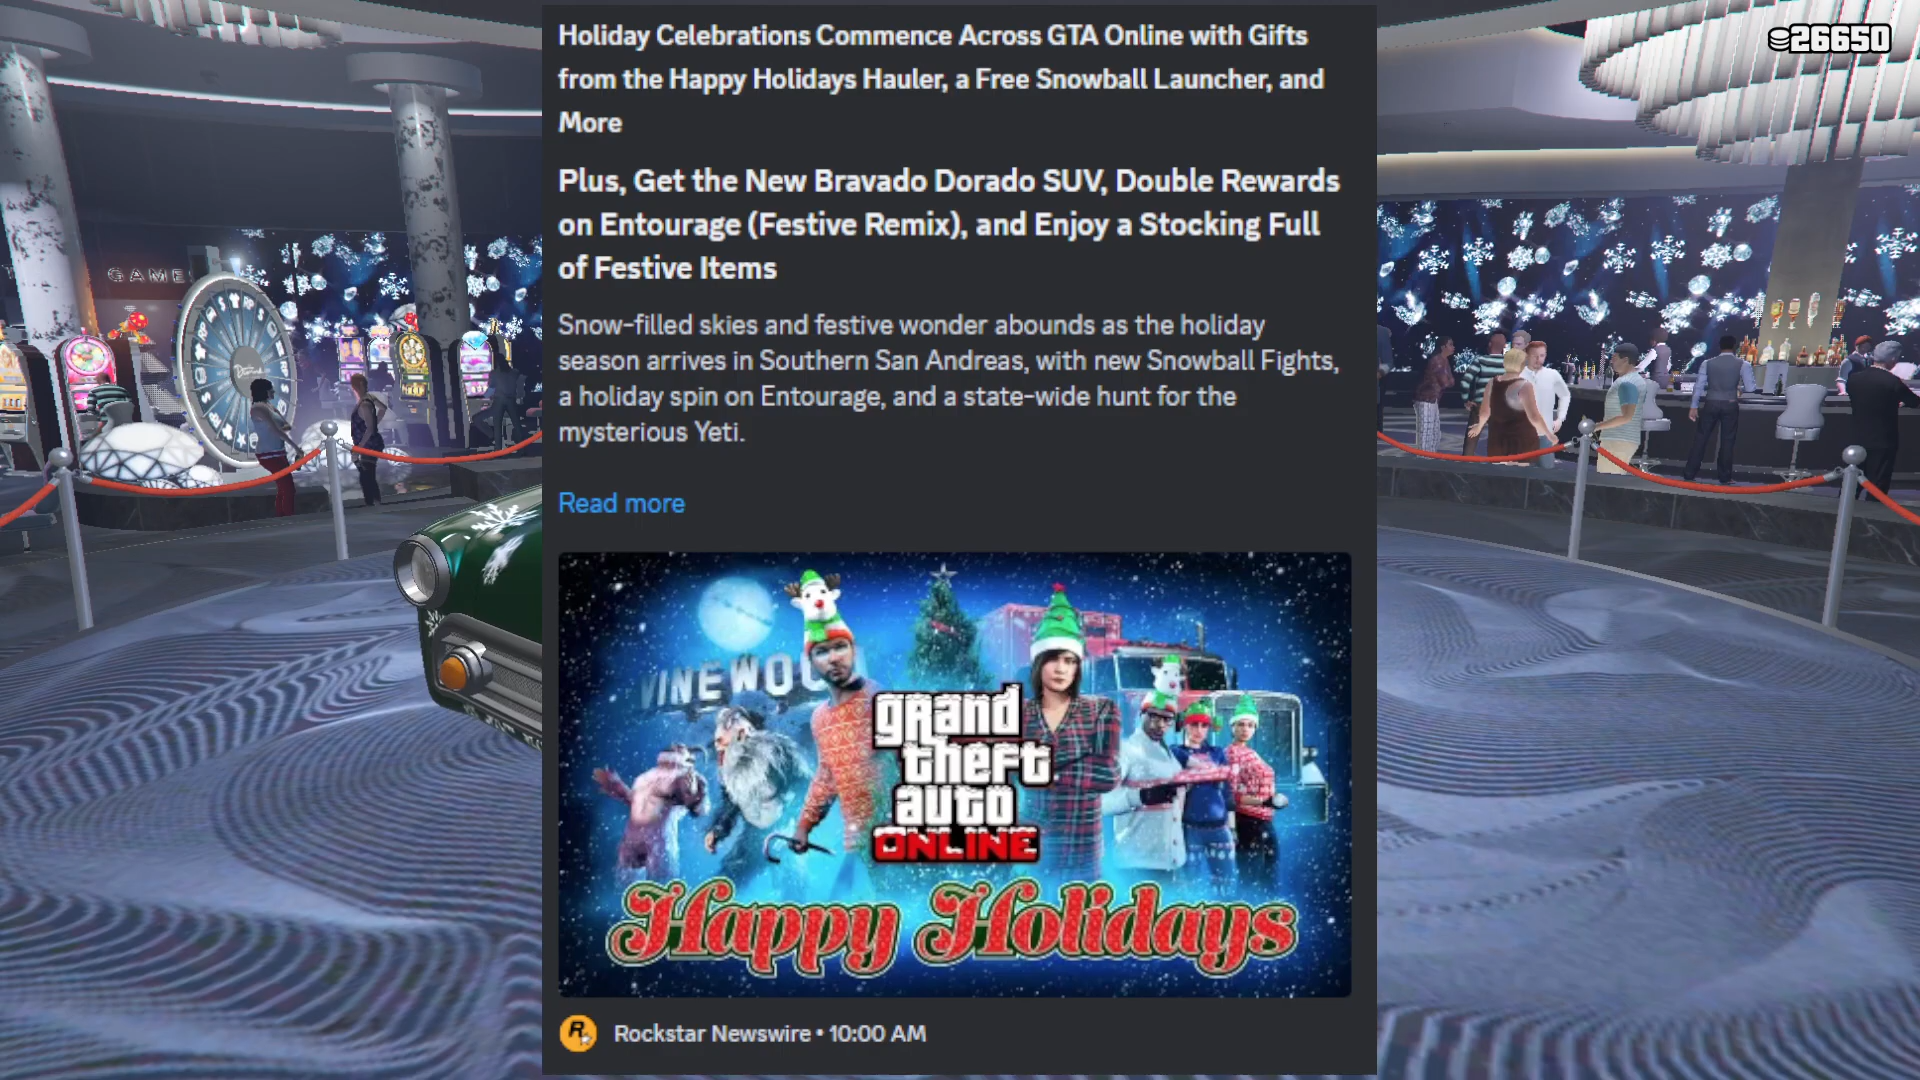 Holiday Celebrations Commence Across GTA Online with Gifts
from the Happy Holidays Hauler, a Free Snowball Launcher, and
More
26650
Plus, Get the New Bravado Dorado SUV, Double Rewards
on Entourage (Festive Remix), and Enjoy a Stocking Full
of Festive Items
GAME
Snow-filled skies and festive wonder abounds as the holiday
season arrives in Southern San Andreas, with new Snowball Fights,
a holiday spin on Entourage, and a state-wide hunt for the
mysterious Yeti.
Read more
VINEWOO
grand
theft
auto
ONLINE
Happy Holidays
R
Rockstar Newswire • 10:00 AM